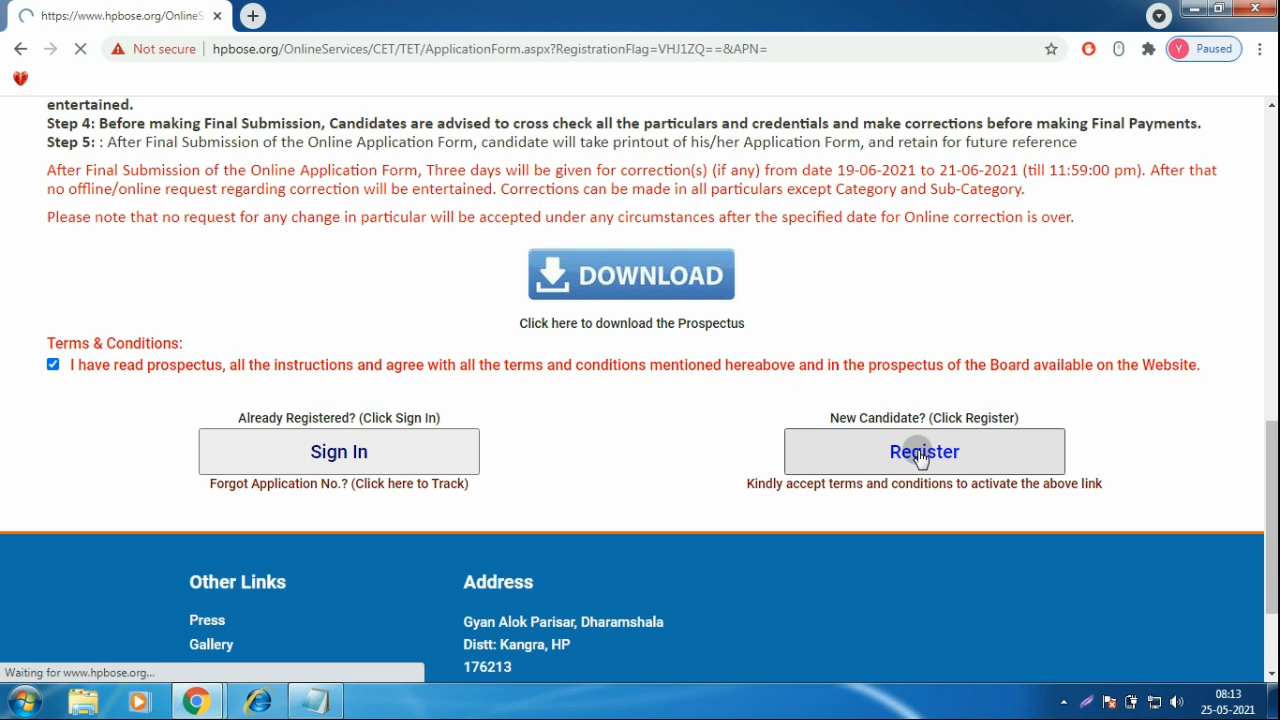 https://www.hpbose.org/OnlineS
Not secure
hpbose.org/OnlineServices/CET/TET/ApplicationForm.aspx?RegistrationFlag=VHJ1ZQ==&APN=
Y
Paused
entertained.
Step 4: Before making Final Submission, Candidates are advised to cross check all the particulars and credentials and make corrections before making Final Payments.
Step 5: : After Final Submission of the Online Application Form, candidate will take printout of his/her Application Form, and retain for future reference
After Final Submission of the Online Application Form, Three days will be given for correction(s) (if any) from date 19-06-2021 to 21-06-2021 (till 11:59:00 pm). After that
no offline/online request regarding correction will be entertained. Corrections can be made in all particulars except Category and Sub-Category.
Please note that no request for any change in particular will be accepted under any circumstances after the specified date for Online correction is over.
DOWNLOAD
Click here to download the Prospectus
Terms & Conditions:
I have read prospectus, all the instructions and agree with all the terms and conditions mentioned hereabove and in the prospectus of the Board available on the Website.
Already Registered? (Click Sign In)
Sign In
Forgot Application No.? (Click here to Track)
New Candidate? (Click Register)
Register
Kindly accept terms and conditions to activate the above link
Other Links
Press
Gallery
Address
Gyan Alok Parisar, Dharamshala
Distt: Kangra, HP
176213
Waiting for www.hpbose.org...
08:13
25-05-2021